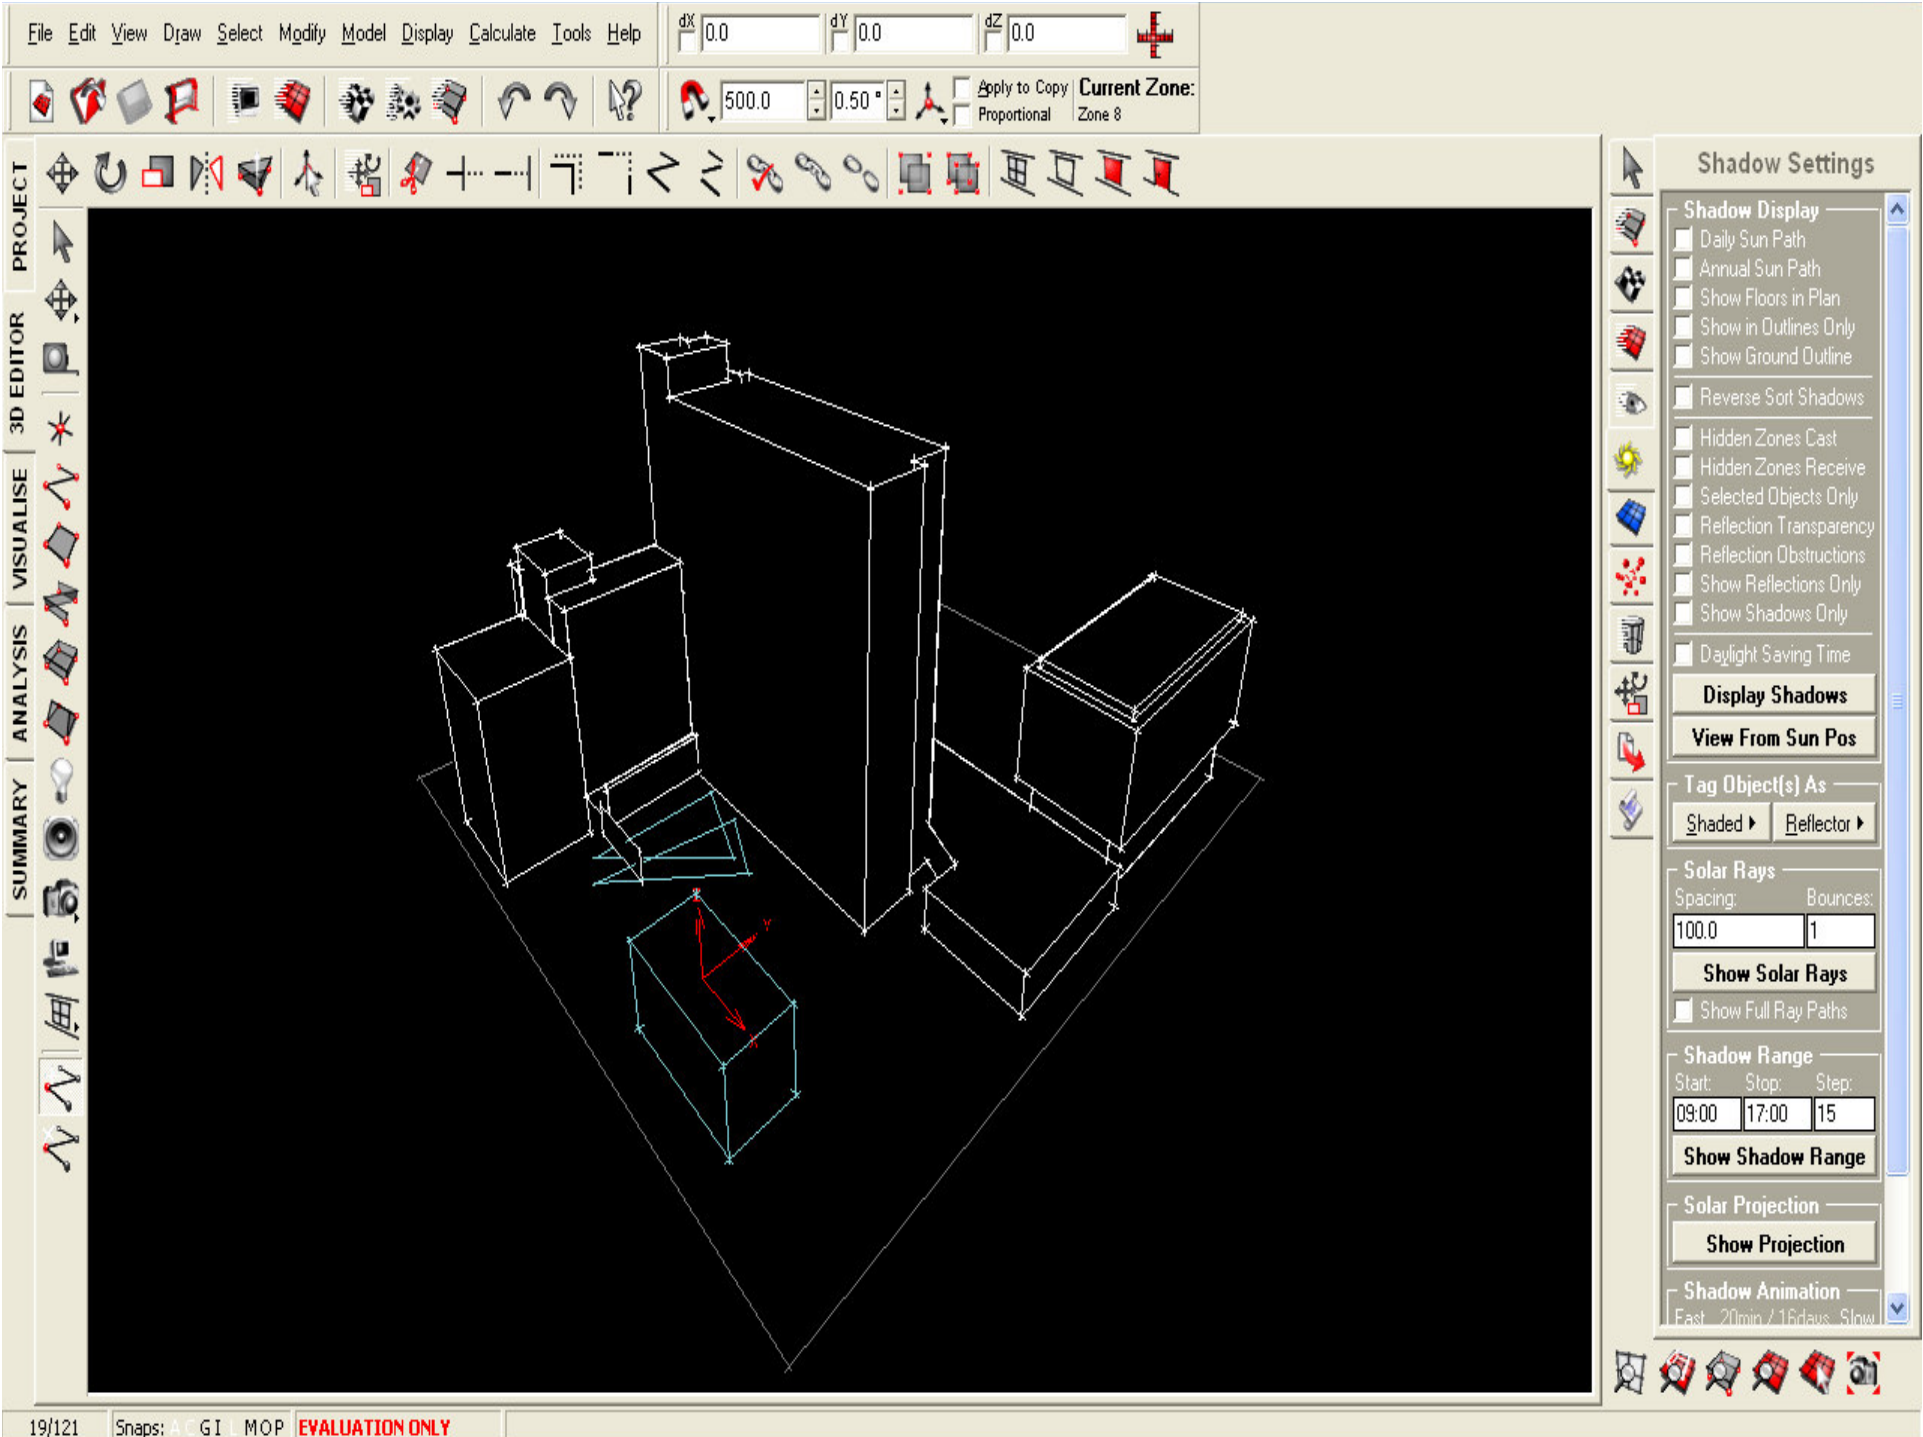 File Edit View Draw Select Modify Model Display Calculate Tools Help
dX 0.0 dY 0.0 dZ 0.0
500.0 0.50 ° Apply to Copy Current Zone:
Proportional Zone 8
PROJECT
3D EDITOR
VISUALISE
ANALYSIS
SUMMARY
Y
X
Shadow Settings
Shadow Display
Daily Sun Path
Annual Sun Path
Show Floors in Plan
Show in Outlines Only
Show Ground Outline
Reverse Sort Shadows
Hidden Zones Cast
Hidden Zones Receive
Selected Objects Only
Reflection Transparency
Reflection Obstructions
Show Reflections Only
Show Shadows Only
Daylight Saving Time
Display Shadows
View From Sun Pos
Tag Object(s) As
Shaded Reflector
Solar Rays
Spacing: Bounces:
100.0 1
Show Solar Rays
Show Full Ray Paths
Shadow Range
Start: Stop: Step:
09:00 17:00 15
Show Shadow Range
Solar Projection
Show Projection
Shadow Animation
Fast 20min / 16days Slow
19/121 Snaps: A C G I L M O P EVALUATION ONLY